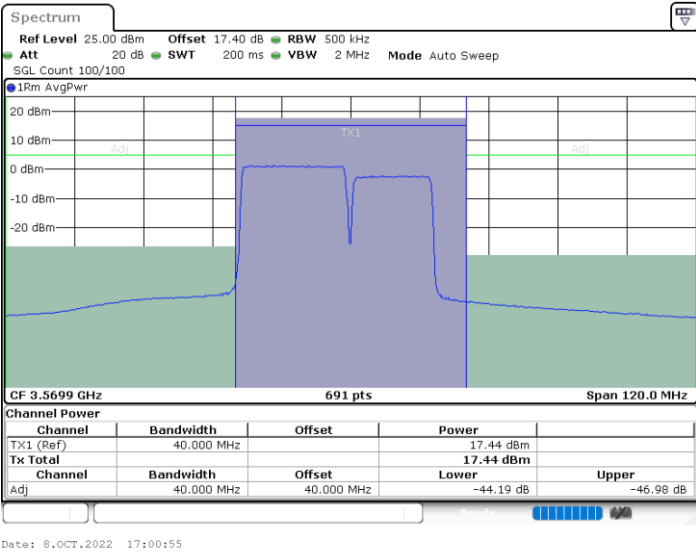 Spectrum
Ref Level 25.00 dBm Offset 17.40 dB RBW 500 kHz
Att 20 dB SWT 200 ms VBW 2 MHz Mode Auto Sweep
SGL Count 100/100
1Rm AvgPwr
20 dBm
TX1
10 dBm
Adj Adj
0 dBm
-10 dBm
-20 dBm
CF 3.5699 GHz 691 pts Span 120.0 MHz
Channel Power
Channel Bandwidth Offset Power
TX1 (Ref) 40.000 MHz 17.44 dBm
Tx Total 17.44 dBm
Channel Bandwidth Offset Lower Upper
Adj 40.000 MHz 40.000 MHz -44.19 dB -46.98 dB
Ready
Date: 8.OCT.2022 17:00:55